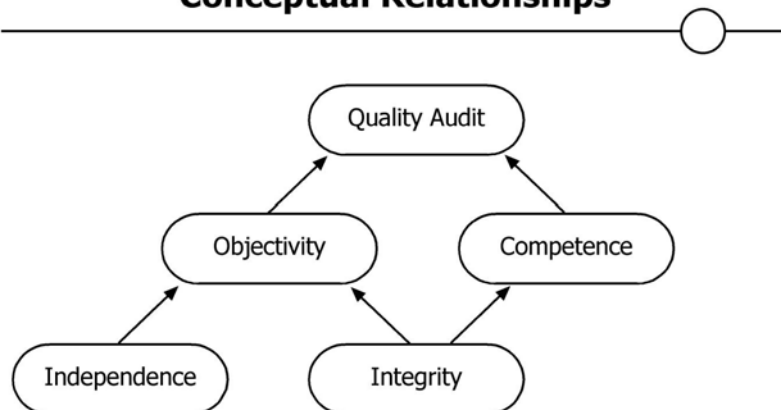 Conceptual Relationships
Quality Audit
Objectivity
Competence
Independence
Integrity